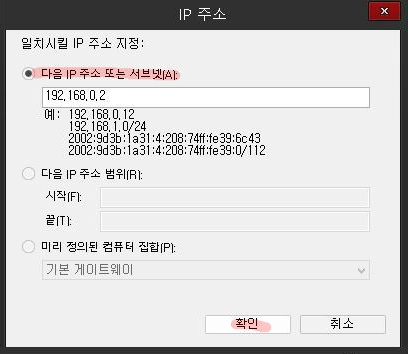 IP 주소
일치시킬 IP 주소 지정:
다음 IP 주소 또는 서브넷(A):
192,168,0,2
예: 192,168,0,12
192,168,1,0/24
2002:9d3b:1a31:4:208:74ff:fe39:6c43
2002:9d3b:1a31:4:208:74ff:fe39:0/112
다음 IP 주소 범위(R):
시작(F):
끝(T):
미리 정의된 컴퓨터 집합(P):
기본 게이트웨이
확인 취소